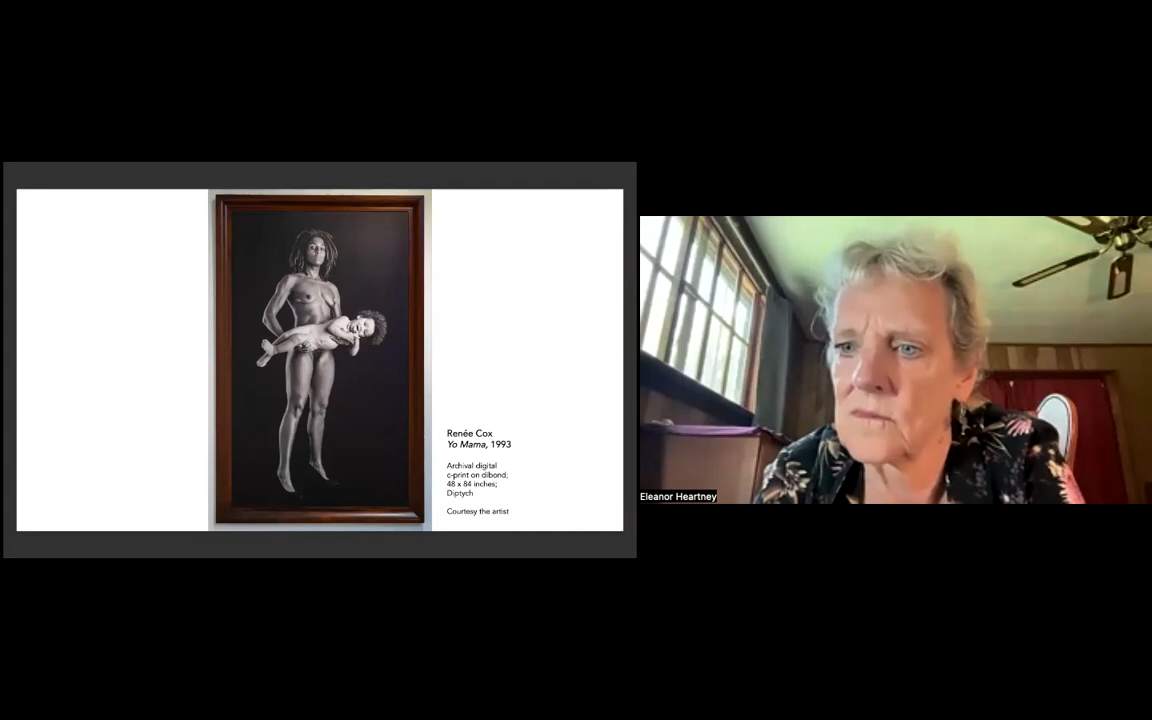 Renée Cox
Yo Mama, 1993
Archival digital
c-print on dibond;
48 x 84 inches;
Diptych
Courtesy the artist
Eleanor Heartney